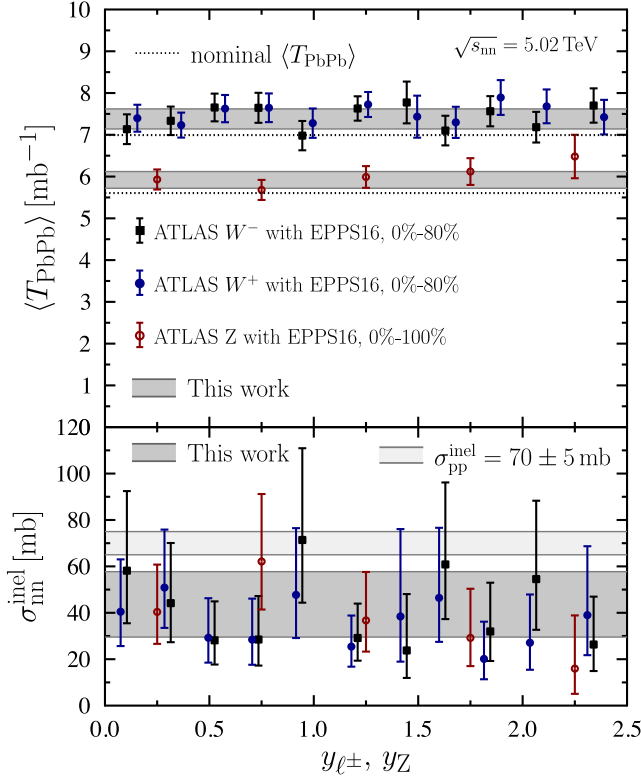 10
9
8
7
6
5
4
3
2
1
⟨T_PbPb⟩ [mb⁻¹]
nominal ⟨T_PbPb⟩
√s_nn = 5.02 TeV
ATLAS W⁻ with EPPS16, 0%-80%
ATLAS W⁺ with EPPS16, 0%-80%
ATLAS Z with EPPS16, 0%-100%
This work
120
100
80
60
40
20
0
σ_nn^inel [mb]
This work
σ_pp^inel = 70 ± 5 mb
0.0 0.5 1.0 1.5 2.0 2.5
y_ℓ±, y_Z